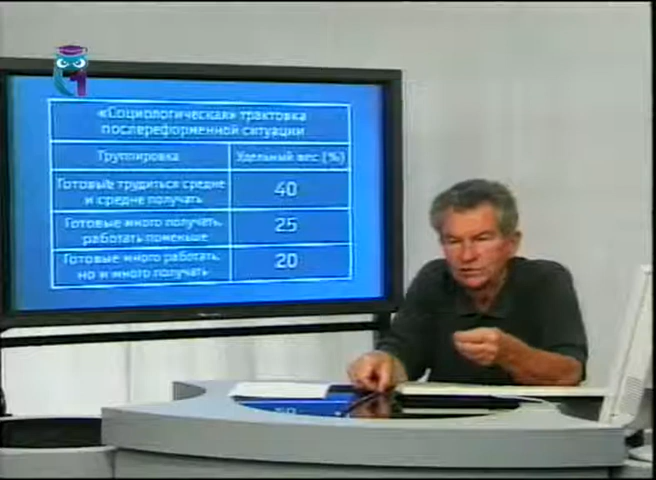 «Социологическая» трактовка
послереформенной ситуации
Группировка
Удельный вес (%)
Готовые трудиться средне
и средне получать
40
Готовые много получать,
работать поменьше
25
Готовые много работать,
но и много получать
20